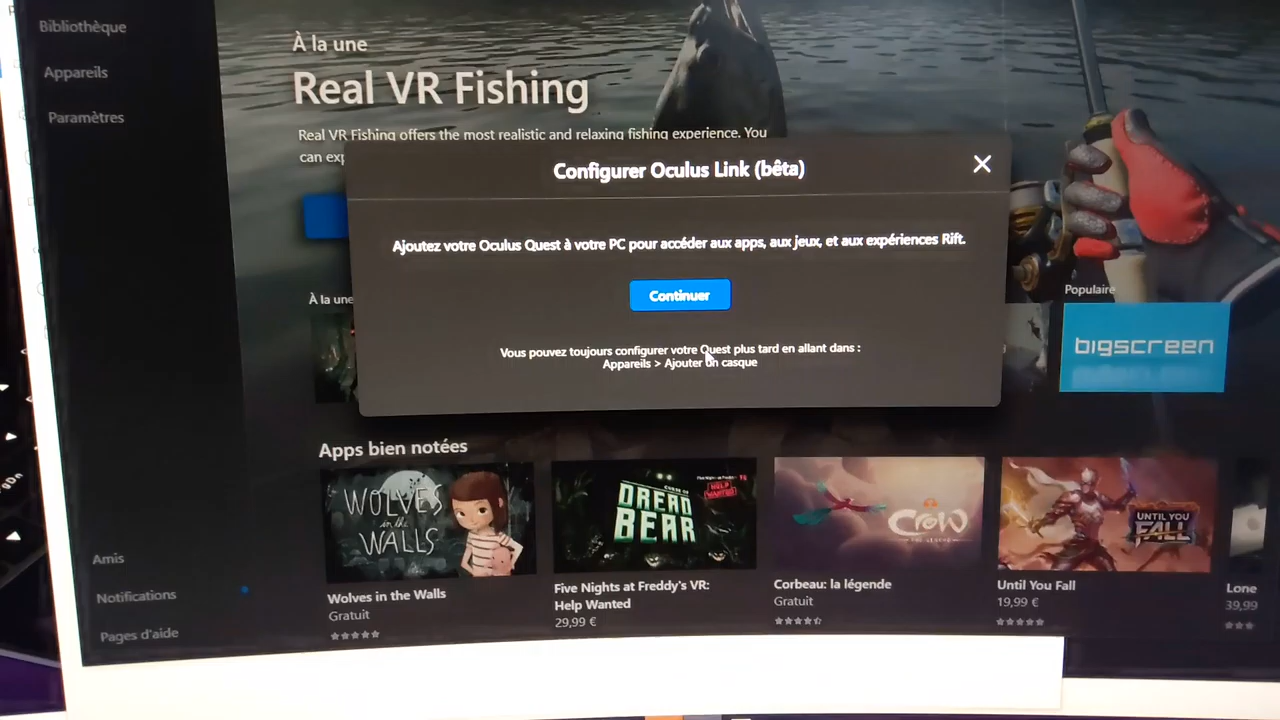 Bibliothèque
Appareils
Paramètres
À la une
Real VR Fishing
Real VR Fishing offers the most realistic and relaxing fishing experience. You
can exp
Configurer Oculus Link (bêta)
Ajoutez votre Oculus Quest à votre PC pour accéder aux apps, aux jeux, et aux expériences Rift.
Continuer
Vous pouvez toujours configurer votre Quest plus tard en allant dans :
Appareils > Ajouter un casque
À la une
Populaire
bigscreen
Apps bien notées
WOLVES
in the
WALLS
DREAD
BEAR
HELP
WANTED
CROW
UNTIL YOU
FALL
Wolves in the Walls
Gratuit
Five Nights at Freddy's VR:
Help Wanted
29,99 €
Corbeau: la légende
Gratuit
Until You Fall
19,99 €
Lone
39,99
Amis
Notifications
Pages d'aide